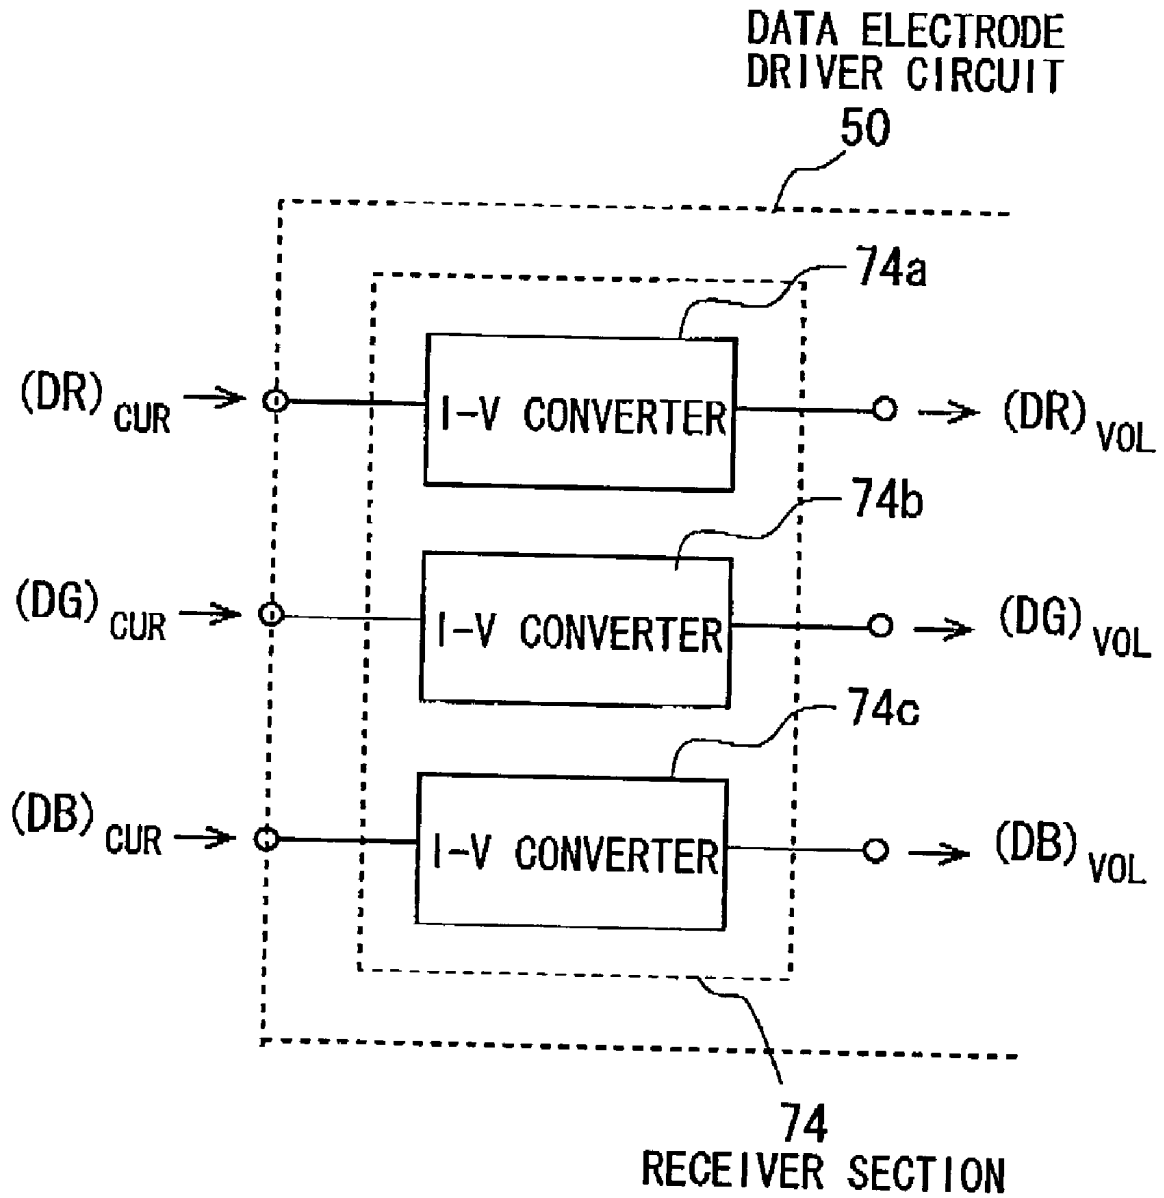 DATA ELECTRODE
DRIVER CIRCUIT
50
74a
(DR) CUR
I-V CONVERTER
(DR) VOL
74b
(DG) CUR
I-V CONVERTER
(DG) VOL
74c
(DB) CUR
I-V CONVERTER
(DB) VOL
74
RECEIVER SECTION